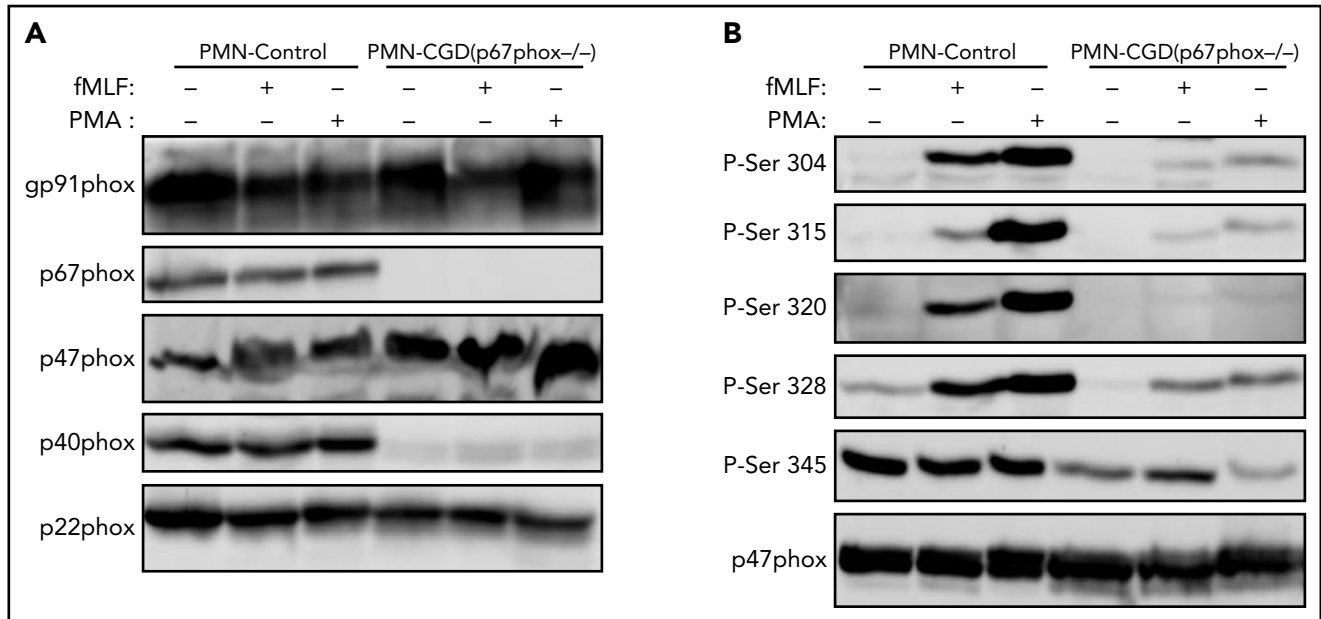 A
PMN-Control PMN-CGD(p67phox–/–)
fMLF: – + – – + –
PMA : – – + – – +
gp91phox
p67phox
p47phox
p40phox
p22phox
B
PMN-Control PMN-CGD(p67phox–/–)
fMLF: – + – – + –
PMA: – – + – – +
P-Ser 304
P-Ser 315
P-Ser 320
P-Ser 328
P-Ser 345
p47phox